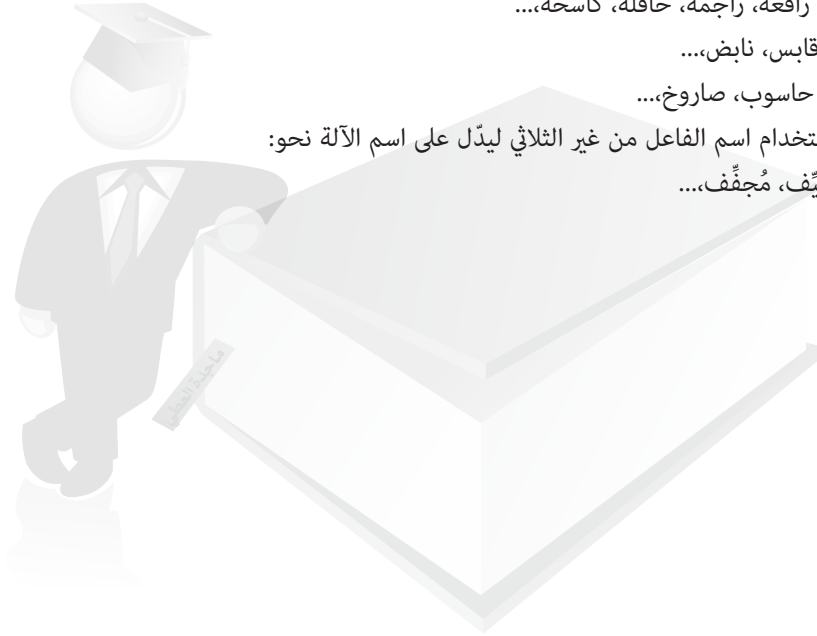 رافعة، راجمة، حافلة، كاسحة،...
قابس، نابض،...
حاسوب، صاروخ،...
اسم الفاعل من غير الثلاثي ليدّل على اسم الآلة نحو:
مُجفِّف،...
ماجدة